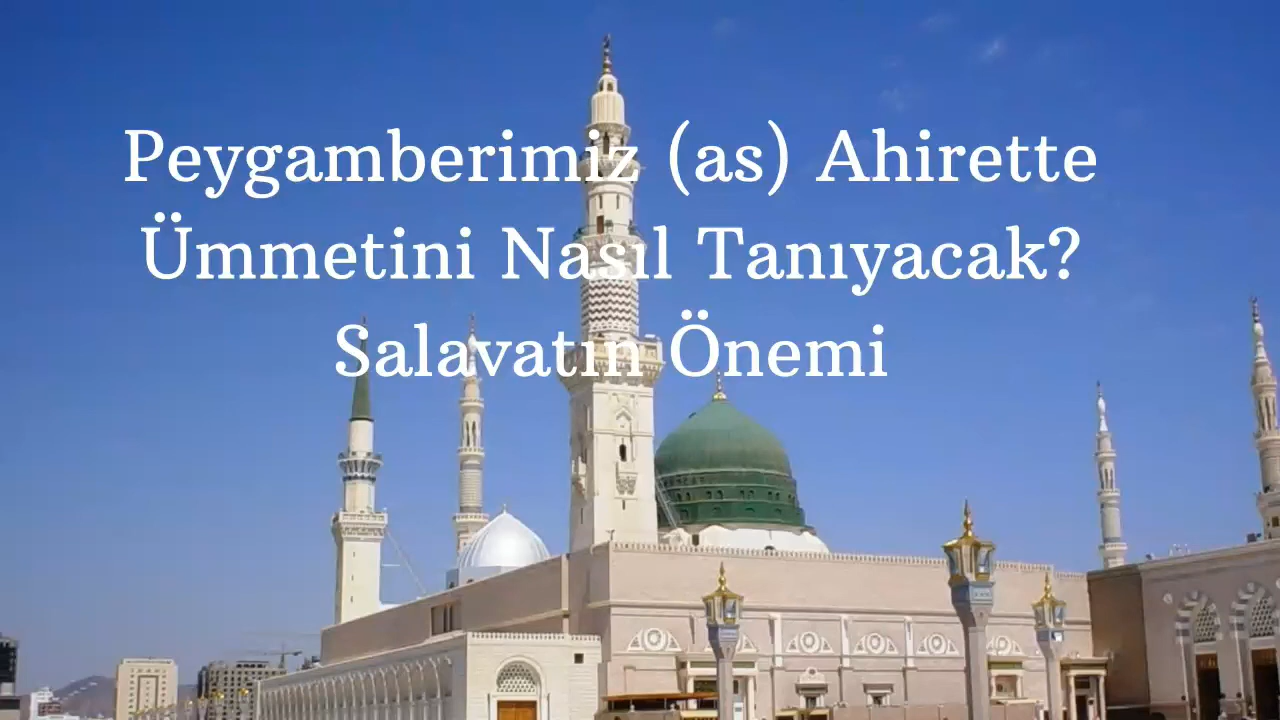 Peygamberimiz (as) Ahirette
Ümmetini Nasıl Tanıyacak?
Salavatın Önemi